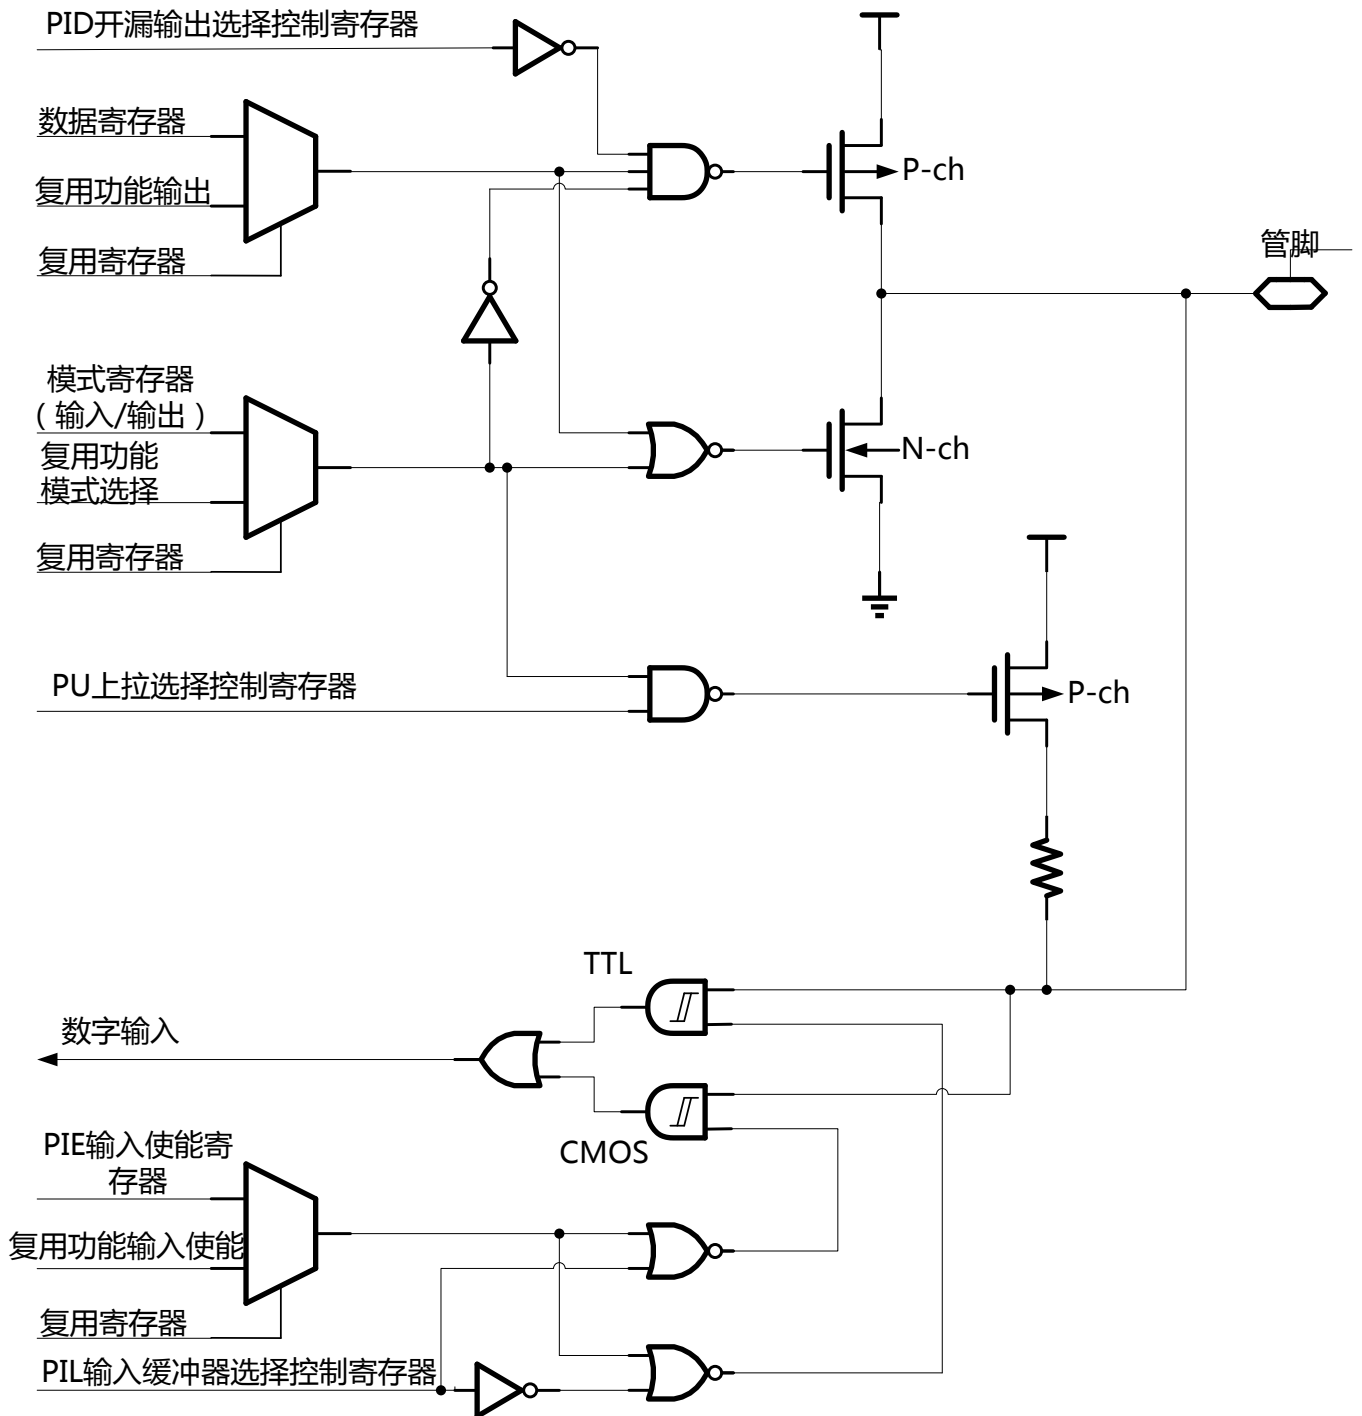 PID开漏输出选择控制寄存器
数据寄存器
复用功能输出
复用寄存器
P-ch
管脚
模式寄存器
（输入/输出）
复用功能
模式选择
复用寄存器
N-ch
PU上拉选择控制寄存器
P-ch
TTL
数字输入
CMOS
PIE输入使能寄
存器
复用功能输入使能
复用寄存器
PIL输入缓冲器选择控制寄存器